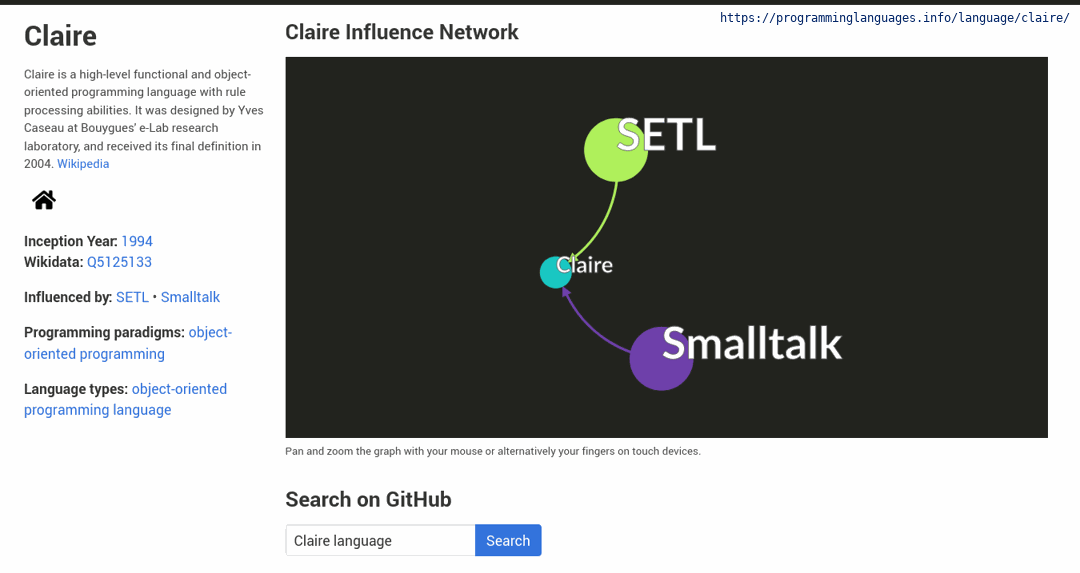 https://programminglanguages.info/language/claire/
Claire
Claire is a high-level functional and object-
oriented programming language with rule
processing abilities. It was designed by Yves
Caseau at Bouygues' e-Lab research
laboratory, and received its final definition in
2004. Wikipedia
Inception Year: 1994
Wikidata: Q5125133
Influenced by: SETL • Smalltalk
Programming paradigms: object-
oriented programming
Language types: object-oriented
programming language
Claire Influence Network
SETL
Claire
Smalltalk
Pan and zoom the graph with your mouse or alternatively your fingers on touch devices.
Search on GitHub
Claire language
Search